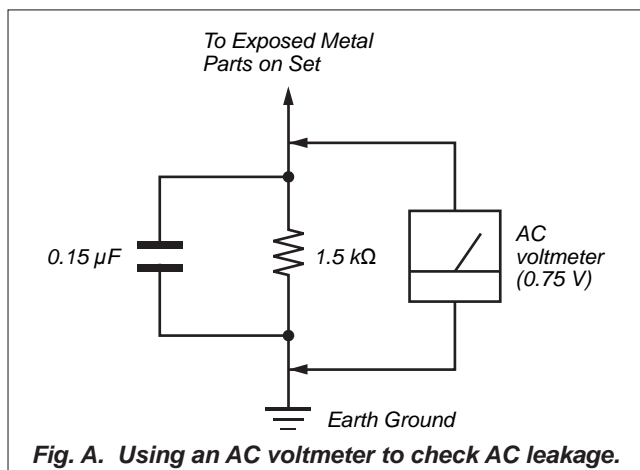 To Exposed Metal
Parts on Set
0.15 µF
1.5 kΩ
AC
voltmeter
(0.75 V)
Earth Ground
Fig. A. Using an AC voltmeter to check AC leakage.